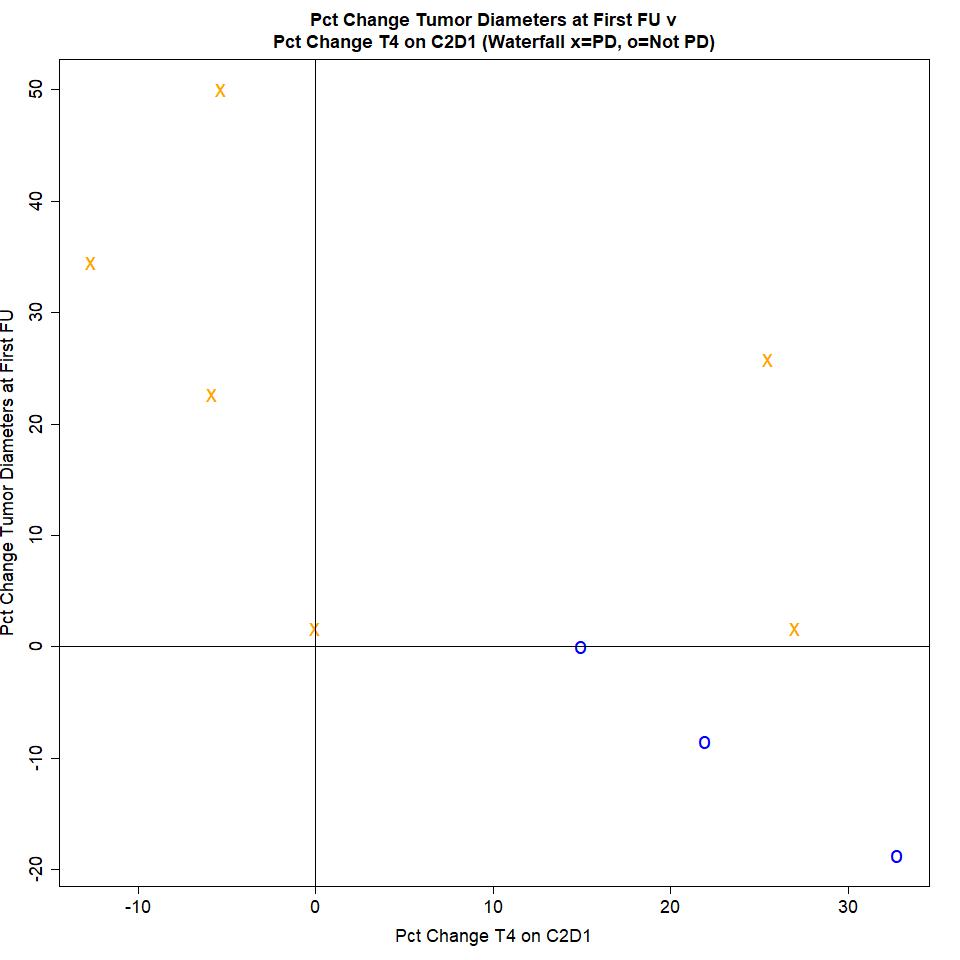 Pct Change Tumor Diameters at First FU v
Pct Change T4 on C2D1 (Waterfall x=PD, o=Not PD)
Pct Change Tumor Diameters at First FU
50
40
30
20
10
0
-10
-20
X
X
X
X
X
X
O
O
O
-10
0
10
20
30
Pct Change T4 on C2D1